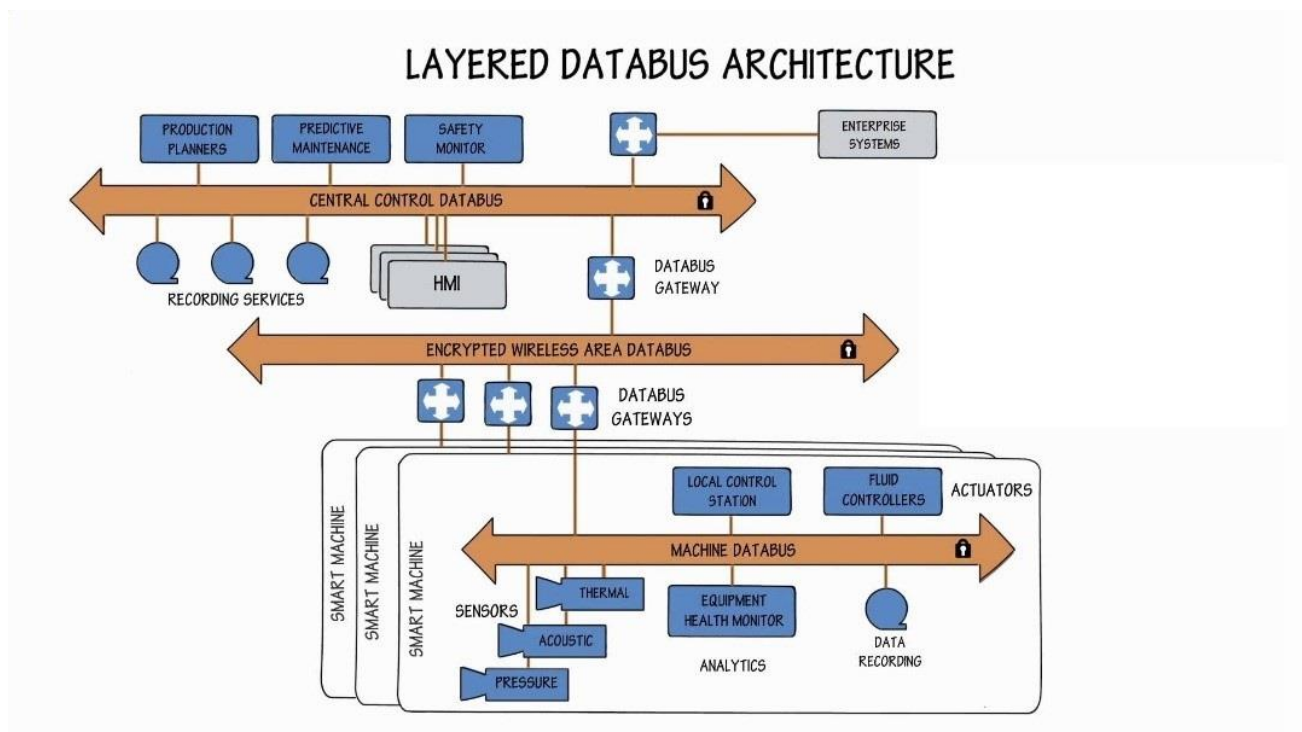 LAYERED DATABUS ARCHITECTURE
PRODUCTION
PLANNERS
PREDICTIVE
MAINTENANCE
SAFETY
MONITOR
ENTERPRISE
SYSTEMS
CENTRAL CONTROL DATABUS
RECORDING SERVICES
HMI
DATABUS
GATEWAY
ENCRYPTED WIRELESS AREA DATABUS
DATABUS
GATEWAYS
SMART MACHINE
SMART MACHINE
SMART MACHINE
LOCAL CONTROL
STATION
FLUID
CONTROLLERS
ACTUATORS
MACHINE DATABUS
SENSORS
THERMAL
ACOUSTIC
PRESSURE
EQUIPMENT
HEALTH MONITOR
ANALYTICS
DATA
RECORDING